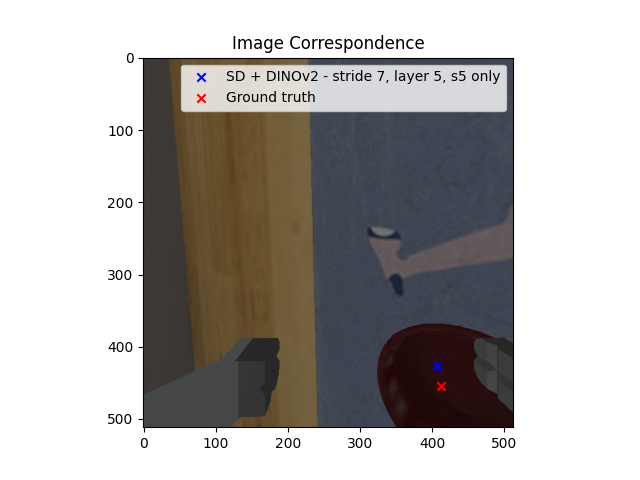 Image Correspondence
SD + DINOv2 - stride 7, layer 5, s5 only
Ground truth
0
100
200
300
400
500
0 100 200 300 400 500